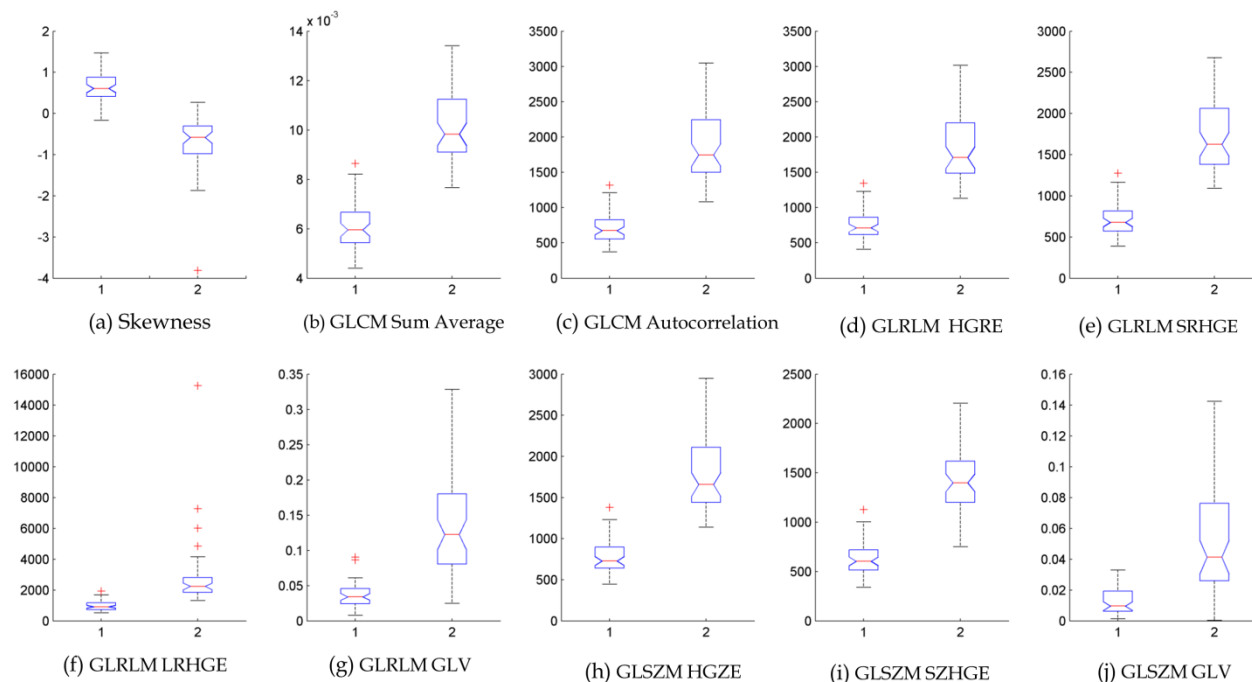 x 10⁻³
2 14 3500 3500 3000
1 12 3000 3000 2500
0 2500 2500 2000
-1 10 2000 2000 1500
-2 8 1500 1500 1000
-3 6 1000 1000 500
500 500
-4 4 0 0 0
1 2 1 2 1 2 1 2 1 2
(a) Skewness (b) GLCM Sum Average (c) GLCM Autocorrelation (d) GLRLM HGRE (e) GLRLM SRHGE
16000 0.35 3000 2500 0.16
14000 0.3 2500 2000 0.14
12000 0.25 2000 1500 0.12
10000 0.2 1500 1000 0.1
8000 0.15 1000 500 0.08
6000 0.1 500 0.06
4000 0.05 0.04
2000 0.02
0 0 0 0 0
1 2 1 2 1 2 1 2 1 2
(f) GLRLM LRHGE (g) GLRLM GLV (h) GLSZM HGZE (i) GLSZM SZHGE (j) GLSZM GLV